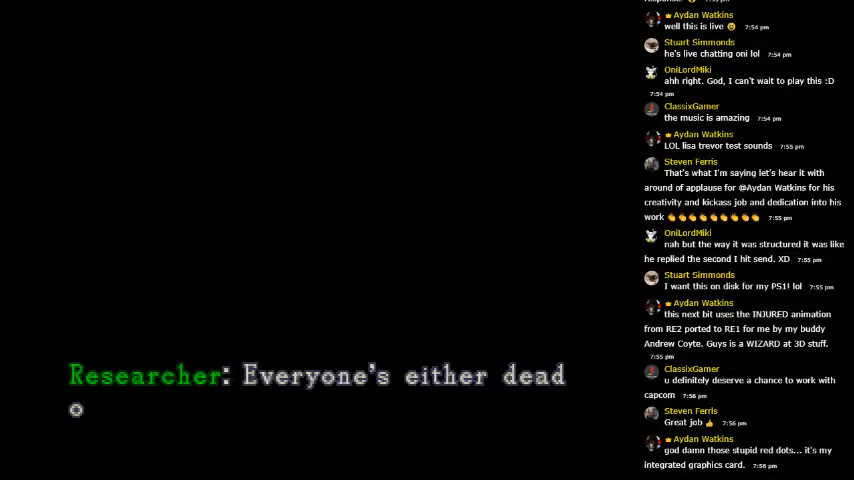 Aydan Watkins
well this is live 😀 7:54 pm
Stuart Simmonds
he's live chatting oni lol 7:54 pm
OniLordMiki
ahh right. God, I can't wait to play this :D
7:54 pm
ClassixGamer
the music is amazing 7:54 pm
Aydan Watkins
LOL lisa trevor test sounds 7:55 pm
Steven Ferris
That's what I'm saying let's hear it with
around of applause for @Aydan Watkins for his
creativity and kickass job and dedication into his
work 👏👏👏👏👏👏👏👏👏 7:55 pm
OniLordMiki
nah but the way it was structured it was like
he replied the second I hit send. XD 7:55 pm
Stuart Simmonds
I want this on disk for my PS1! lol 7:55 pm
Aydan Watkins
this next bit uses the INJURED animation
from RE2 ported to RE1 for me by my buddy
Andrew Coyte. Guys is a WIZARD at 3D stuff.
7:55 pm
ClassixGamer
u definitely deserve a chance to work with
capcom 7:56 pm
Steven Ferris
Great job 👍 7:56 pm
Aydan Watkins
god damn those stupid red dots... it's my
integrated graphics card. 7:56 pm
Researcher: Everyone's either dead
o